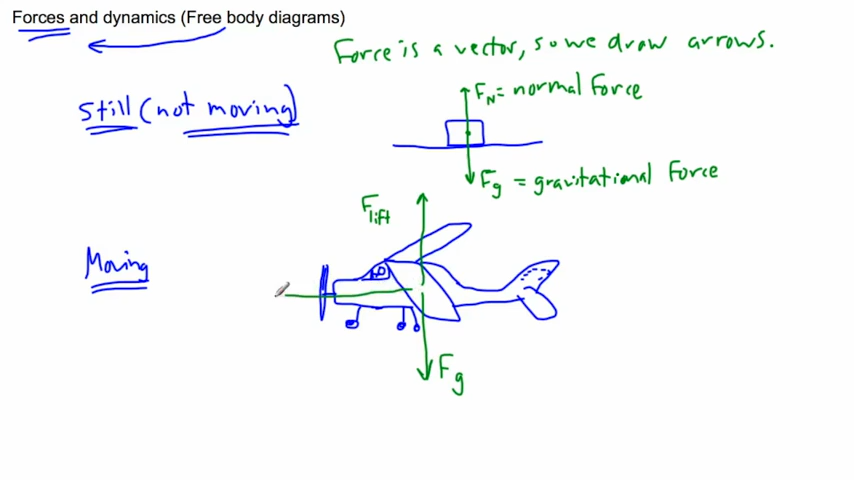 Forces and dynamics (Free body diagrams)
Force is a vector, so we draw arrows.
Still (not moving)
FN = normal Force
Fg = gravitational Force
Flift
Moving
Fg